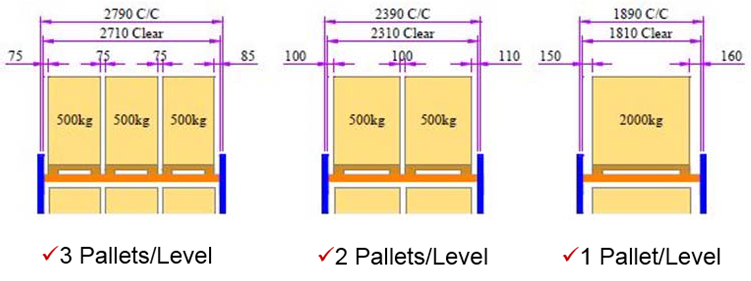 2790 C/C
2710 Clear
75 75 75 85
500kg 500kg 500kg
✓3 Pallets/Level
2390 C/C
2310 Clear
100 100 110
500kg 500kg
✓2 Pallets/Level
1890 C/C
1810 Clear
150 160
2000kg
✓1 Pallet/Level